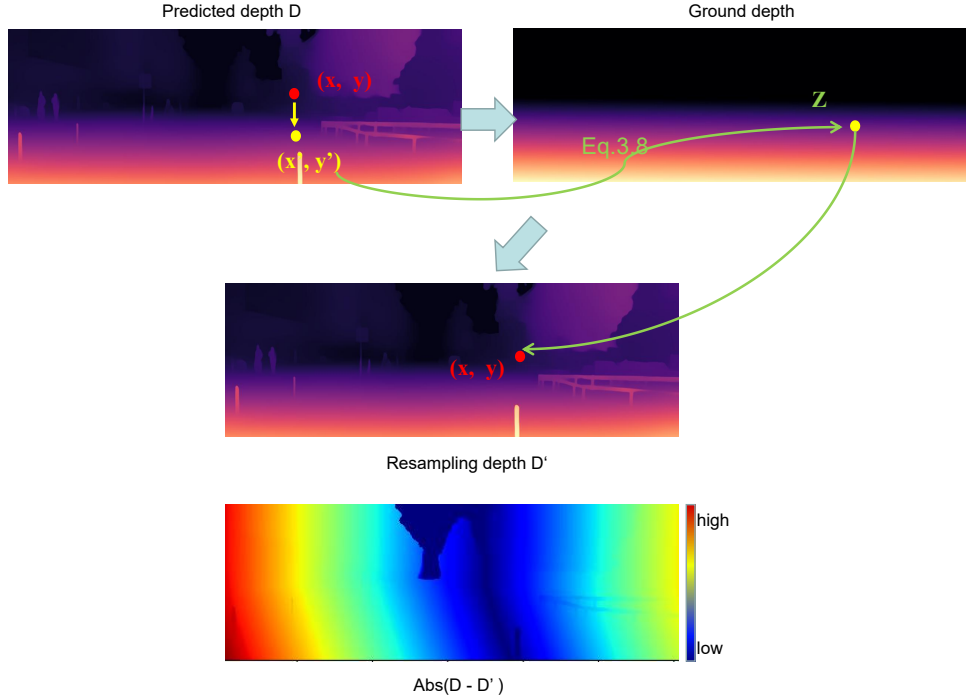 Predicted depth D
Ground depth
(x, y)
Z
Eq.3.8
(x, y')
(x, y)
Resampling depth D‘
high
low
Abs(D - D’ )